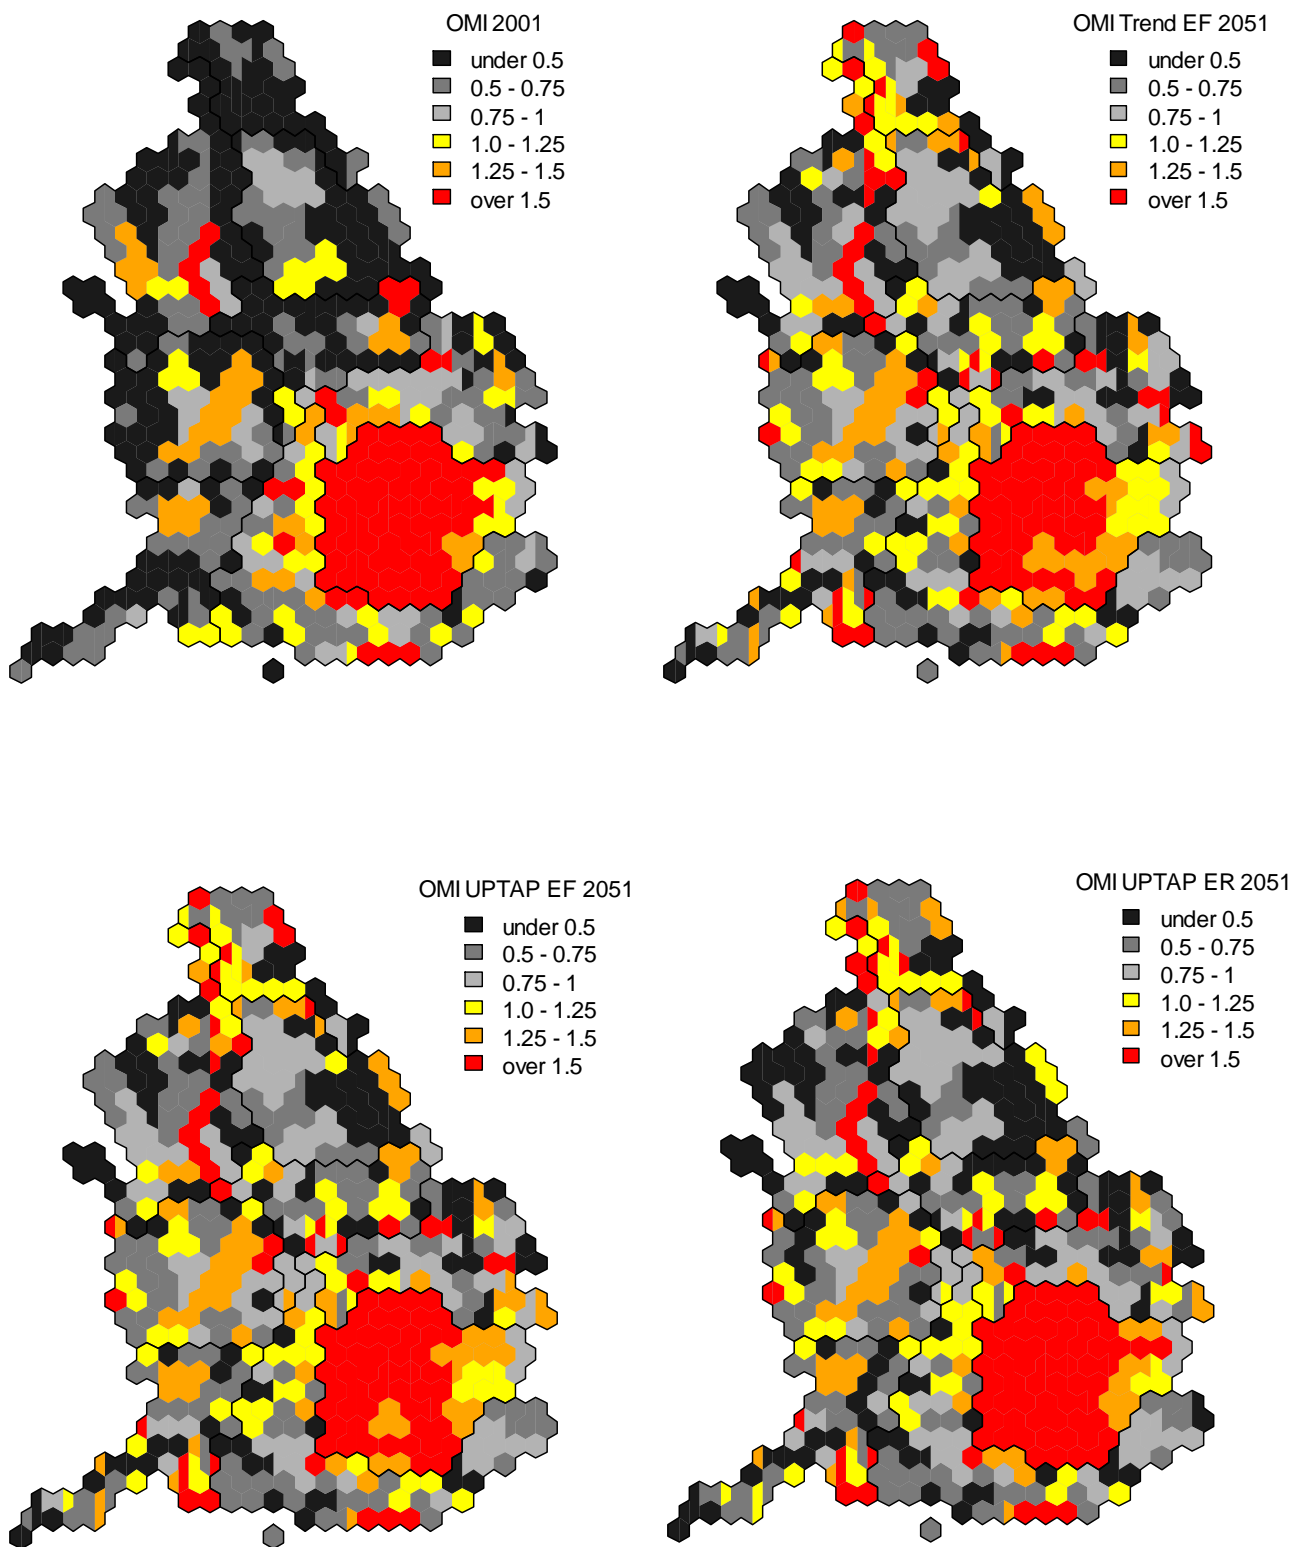 OMI 2001
under 0.5
0.5 - 0.75
0.75 - 1
1.0 - 1.25
1.25 - 1.5
over 1.5
OMI Trend EF 2051
under 0.5
0.5 - 0.75
0.75 - 1
1.0 - 1.25
1.25 - 1.5
over 1.5
OMI UPTAP EF 2051
under 0.5
0.5 - 0.75
0.75 - 1
1.0 - 1.25
1.25 - 1.5
over 1.5
OMI UPTAP ER 2051
under 0.5
0.5 - 0.75
0.75 - 1
1.0 - 1.25
1.25 - 1.5
over 1.5